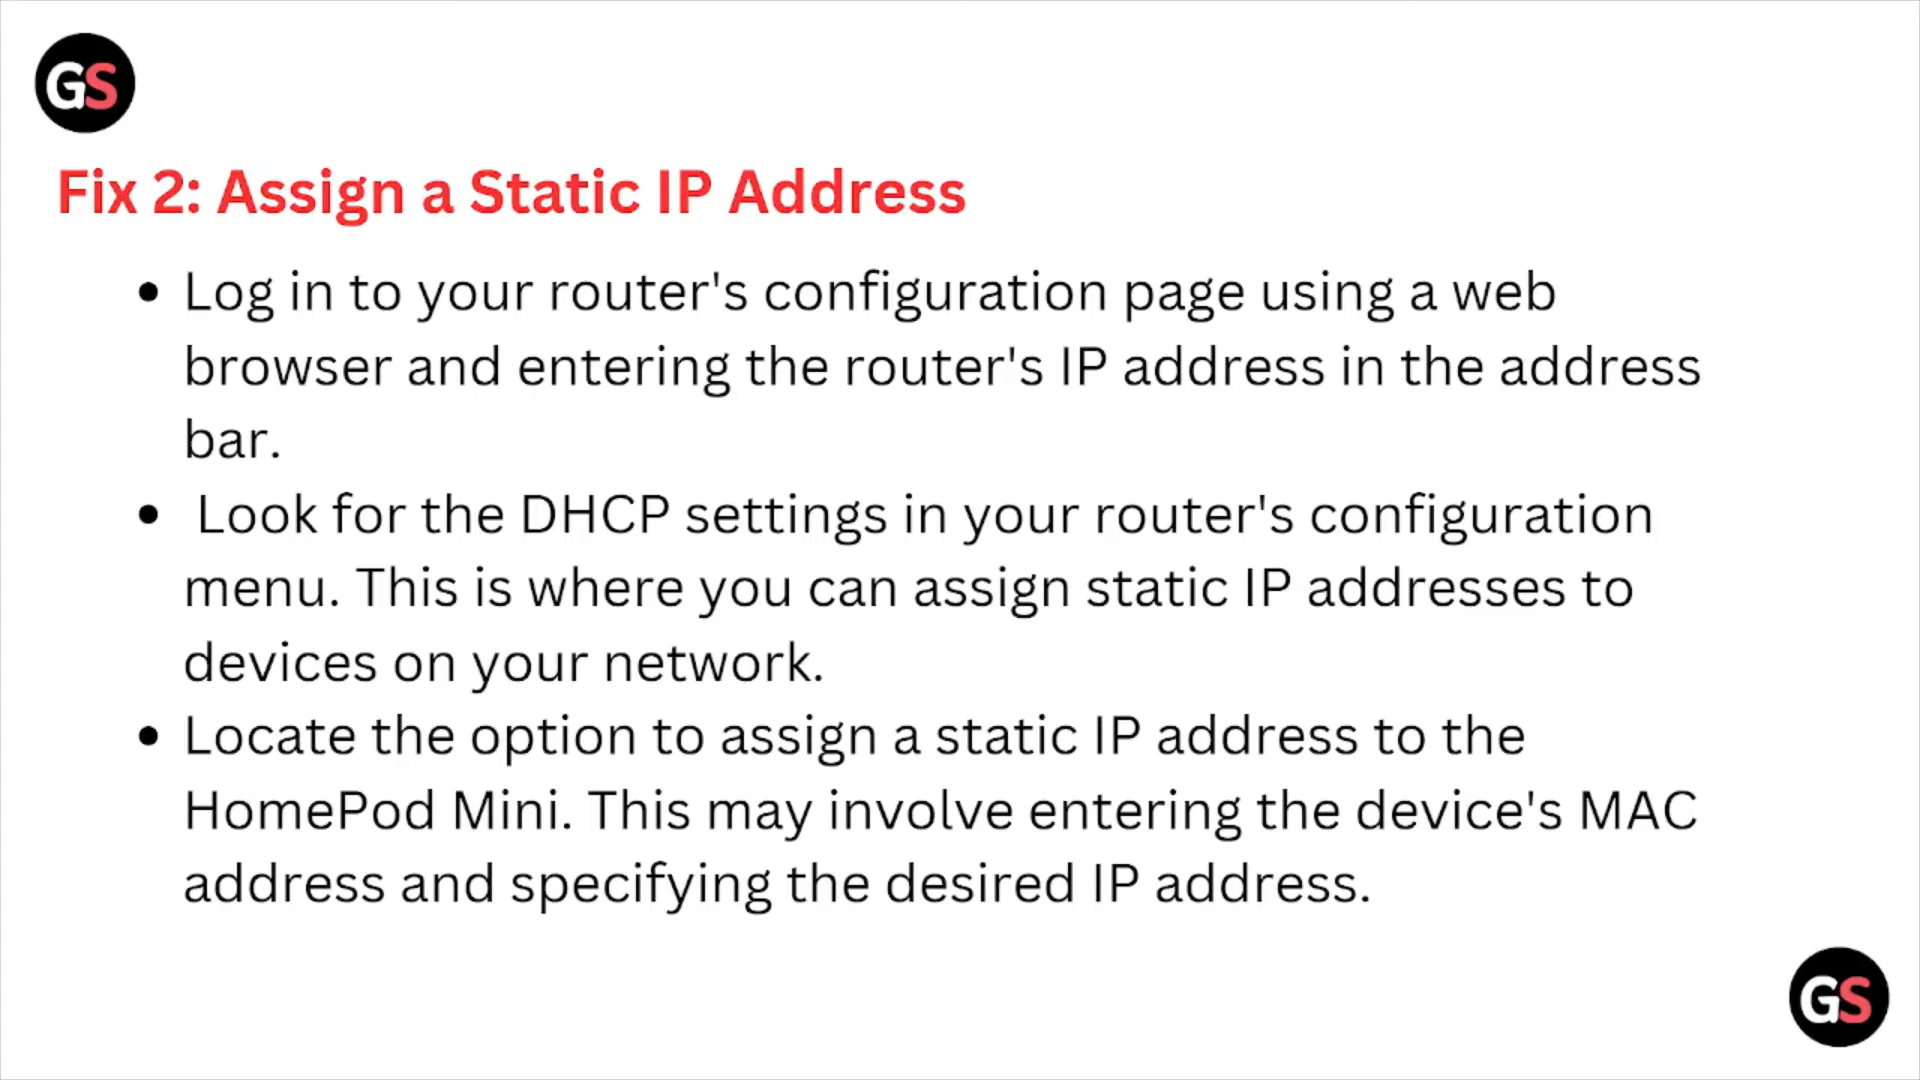 GS
Fix 2: Assign a Static IP Address
• Log in to your router's configuration page using a web
browser and entering the router's IP address in the address
bar.
• Look for the DHCP settings in your router's configuration
menu. This is where you can assign static IP addresses to
devices on your network.
• Locate the option to assign a static IP address to the
HomePod Mini. This may involve entering the device's MAC
address and specifying the desired IP address.
GS